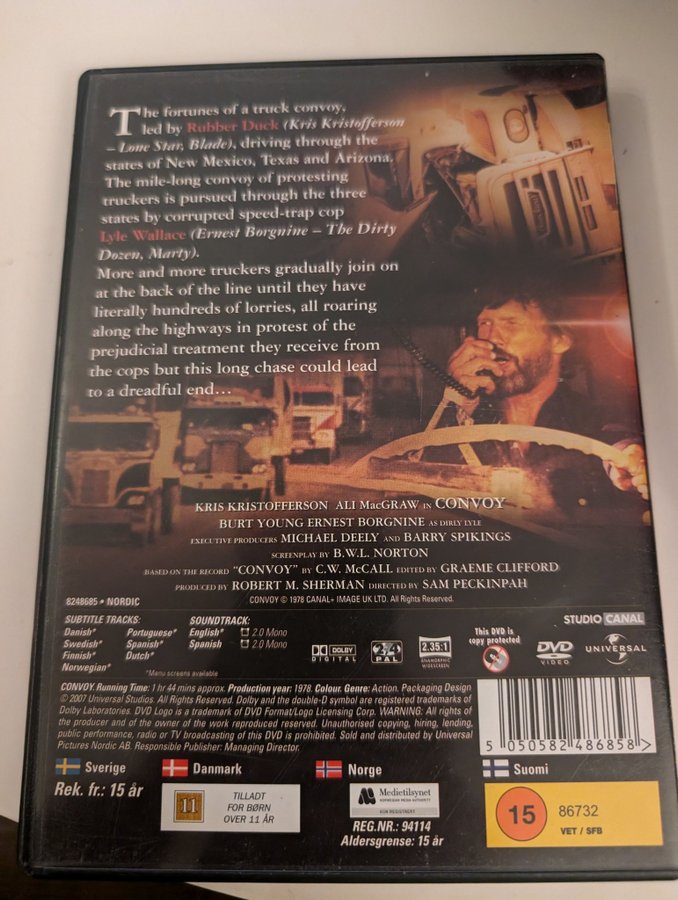 The fortunes of a truck convoy,
led by Rubber Duck (Kris Kristofferson
– Lone Star, Blade), driving through the
states of New Mexico, Texas and Arizona.
The mile-long convoy of protesting
truckers is pursued through the three
states by corrupted speed-trap cop
Lyle Wallace (Ernest Borgnine – The Dirty
Dozen, Marty).
More and more truckers gradually join on
at the back of the line until they have
literally hundreds of lorries, all roaring
along the highways in protest of the
prejudicial treatment they receive from
the cops but this long chase could lead
to a dreadful end...
KRIS KRISTOFFERSON ALI MacGRAW IN CONVOY
BURT YOUNG ERNEST BORGNINE AS DIRLY LYLE
EXECUTIVE PRODUCERS MICHAEL DEELY AND BARRY SPIKINGS
SCREENPLAY BY B.W.L. NORTON
BASED ON THE RECORD "CONVOY" BY C.W. McCALL EDITED BY GRAEME CLIFFORD
PRODUCED BY ROBERT M. SHERMAN DIRECTED BY SAM PECKINPAH
CONVOY © 1978 CANAL+ IMAGE UK LTD. All Rights Reserved.
8248685 • NORDIC
SUBTITLE TRACKS:
Danish* Portuguese*
Swedish* Spanish*
Finnish* Dutch*
Norwegian*
*Manu screens available
SOUNDTRACK:
English* 2.0 Mono
Spanish 2.0 Mono
DOLBY
DIGITAL
2,4
PAL
2.35:1
ANAMORPHIC
WIDESCREEN
This DVD is
copy protected
STUDIO CANAL
DVD
VIDEO
UNIVERSAL
CONVOY. Running Time: 1 hr 44 mins approx. Production year: 1978. Colour. Genre: Action. Packaging Design
© 2007 Universal Studios. All Rights Reserved. Dolby and the double-D symbol are registered trademarks of
Dolby Laboratories. DVD Logo is a trademark of DVD Format/Logo Licensing Corp. WARNING: All rights of
the producer and of the owner of the work reproduced reserved. Unauthorised copying, hiring, lending,
public performance, radio or TV broadcasting of this DVD is prohibited. Sold and distributed by Universal
Pictures Nordic AB. Responsible Publisher: Managing Director.
5 050582 486858 >
Sverige
Rek. fr.: 15 år
Danmark
11
TILLADT
FOR BØRN
OVER 11 ÅR
Norge
Medietilsynet
NORWEGIAN MEDIA AUTHORITY
KUN REGISTRERT
REG.NR.: 94114
Aldersgrense: 15 år
Suomi
15
86732
VET / SFB